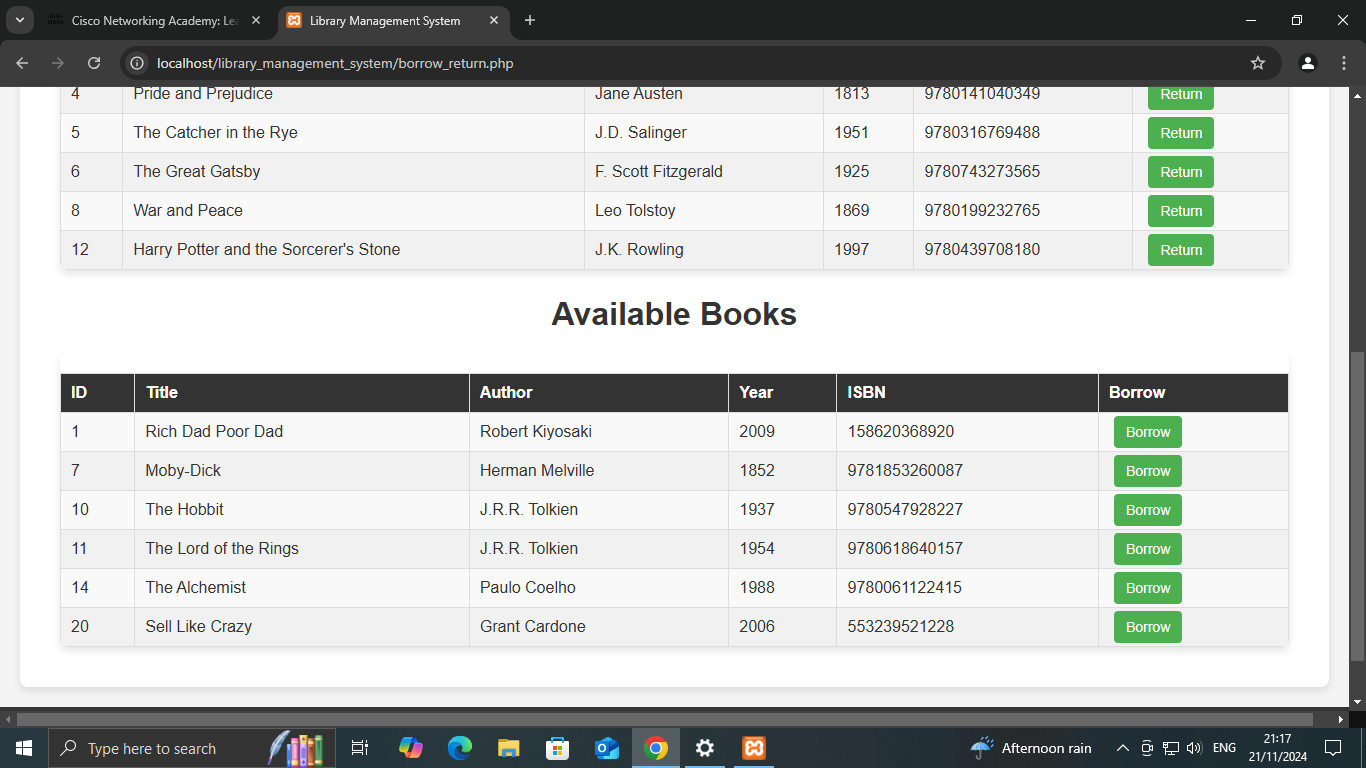 Cisco Networking Academy: Lea
Library Management System
localhost/library_management_system/borrow_return.php
4 Pride and Prejudice Jane Austen 1813 9780141040349 Return
5 The Catcher in the Rye J.D. Salinger 1951 9780316769488 Return
6 The Great Gatsby F. Scott Fitzgerald 1925 9780743273565 Return
8 War and Peace Leo Tolstoy 1869 9780199232765 Return
12 Harry Potter and the Sorcerer's Stone J.K. Rowling 1997 9780439708180 Return
Available Books
ID Title Author Year ISBN Borrow
1 Rich Dad Poor Dad Robert Kiyosaki 2009 158620368920 Borrow
7 Moby-Dick Herman Melville 1852 9781853260087 Borrow
10 The Hobbit J.R.R. Tolkien 1937 9780547928227 Borrow
11 The Lord of the Rings J.R.R. Tolkien 1954 9780618640157 Borrow
14 The Alchemist Paulo Coelho 1988 9780061122415 Borrow
20 Sell Like Crazy Grant Cardone 2006 553239521228 Borrow
Type here to search
Afternoon rain
ENG
21:17
21/11/2024